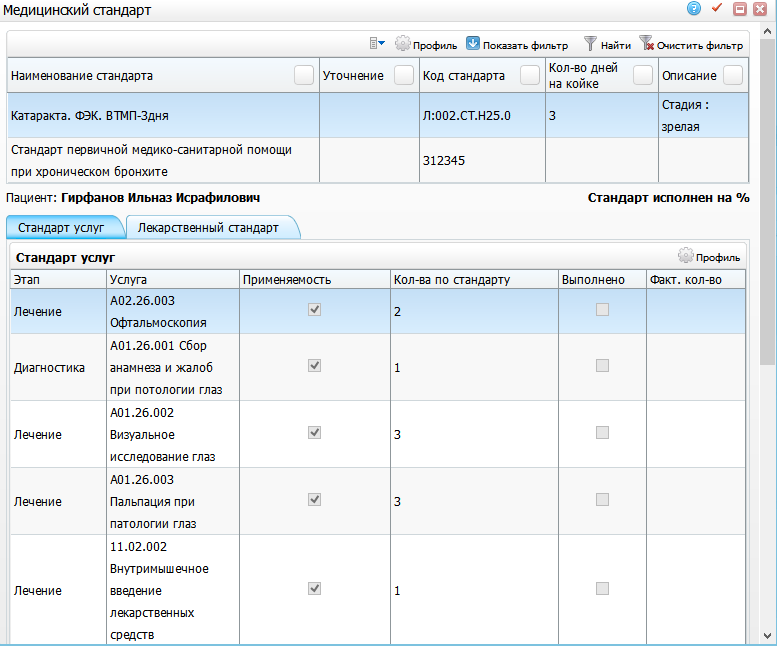 Медицинский стандарт
Профиль Показать фильтр Найти Очистить фильтр
Наименование стандарта Уточнение Код стандарта Кол-во дней на койке Описание
Катаракта. ФЭК. ВТМП-3дня Л:002.СТ.Н25.0 3 Стадия :
зрелая
Стандарт первичной медико-санитарной помощи
при хроническом бронхите 312345
Пациент: Гирфанов Ильназ Исрафилович Стандарт исполнен на %
Стандарт услуг Лекарственный стандарт
Стандарт услуг Профиль
Этап Услуга Применяемость Кол-ва по стандарту Выполнено Факт. кол-во
Лечение A02.26.003
Офтальмоскопия 2
Диагностика A01.26.001 Сбор
анамнеза и жалоб
при потологии глаз 1
Лечение A01.26.002
Визуальное
исследование глаз 3
Лечение A01.26.003
Пальпация при
патологии глаз 3
Лечение 11.02.002
Внутримышечное
введение
лекарственных
средств 1